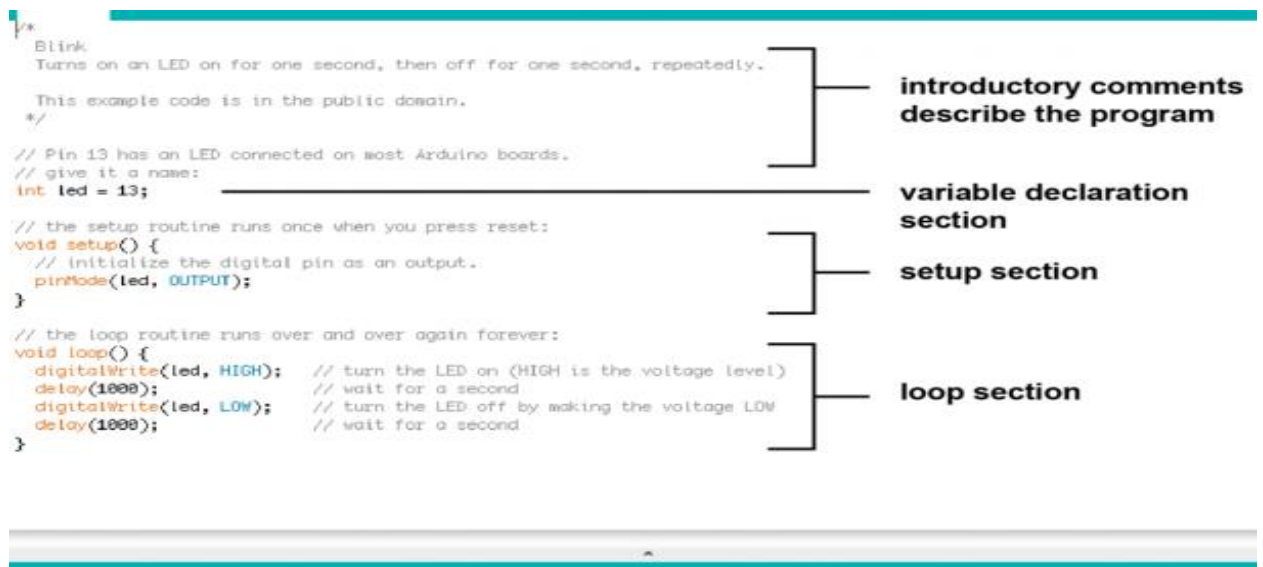 /*
  Blink
  Turns on an LED on for one second, then off for one second, repeatedly.
  This example code is in the public domain.
 */
introductory comments
describe the program
// Pin 13 has an LED connected on most Arduino boards.
// give it a name:
int led = 13;
variable declaration
section
// the setup routine runs once when you press reset:
void setup() {
  // initialize the digital pin as an output.
  pinMode(led, OUTPUT);
}
setup section
// the loop routine runs over and over again forever:
void loop() {
  digitalWrite(led, HIGH);   // turn the LED on (HIGH is the voltage level)
  delay(1000);               // wait for a second
  digitalWrite(led, LOW);    // turn the LED off by making the voltage LOW
  delay(1000);               // wait for a second
}
loop section